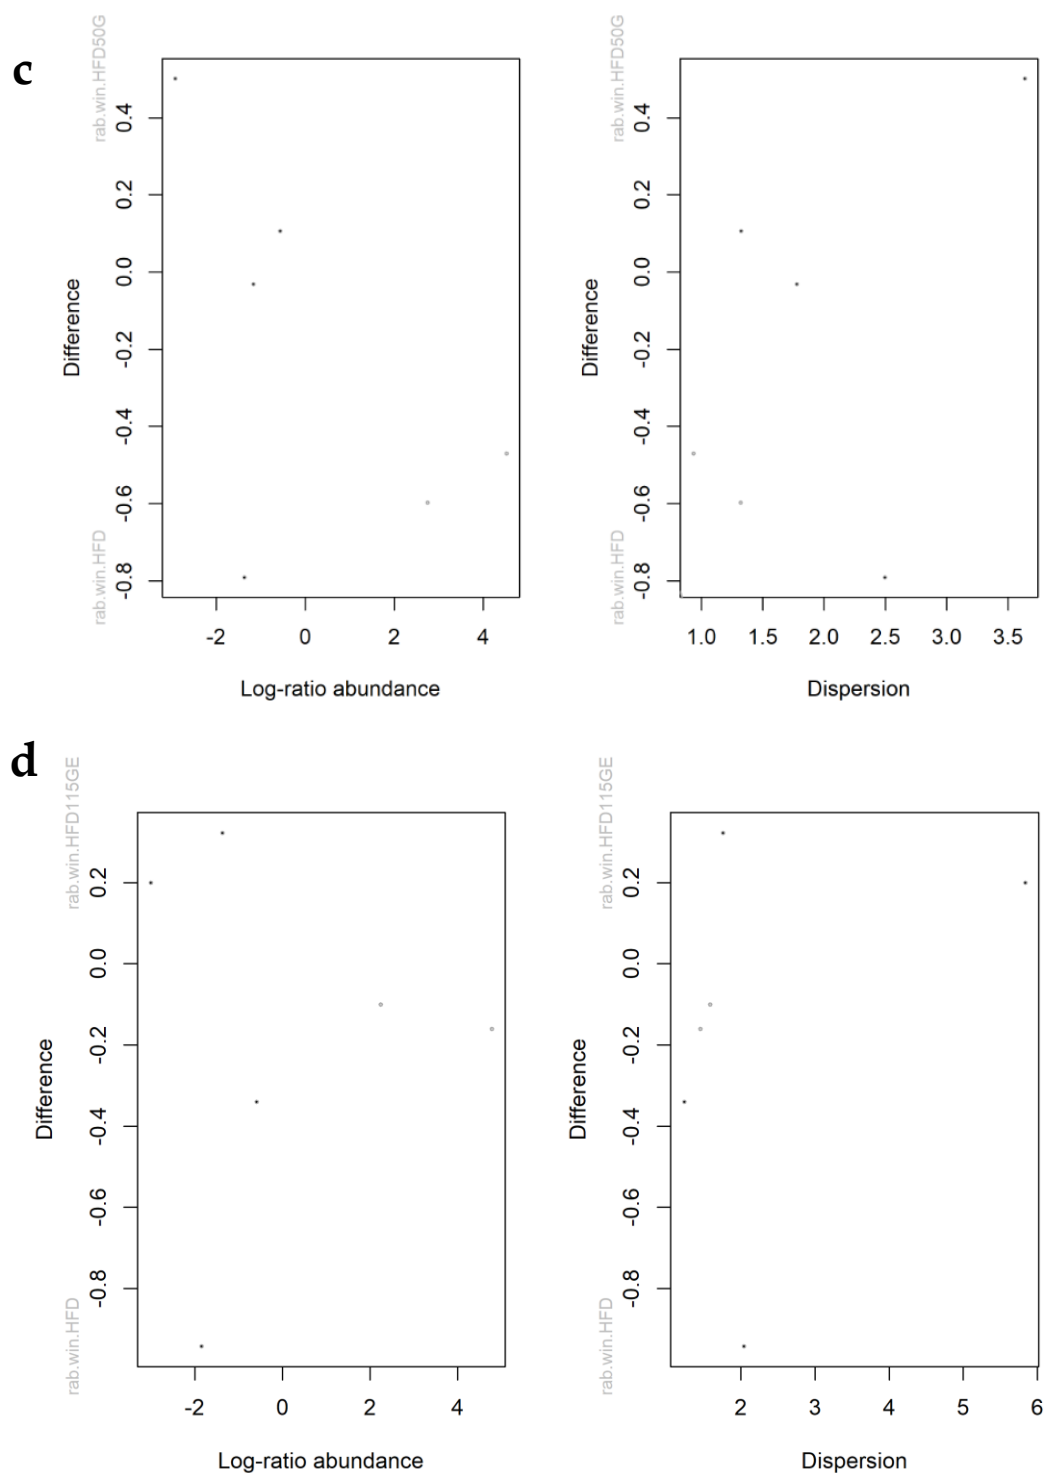 c
rab.win.HFD50G
rab.win.HFD
Difference
0.4
0.2
0.0
-0.2
-0.4
-0.6
-0.8
-2 0 2 4
Log-ratio abundance
rab.win.HFD50G
rab.win.HFD
Difference
0.4
0.2
0.0
-0.2
-0.4
-0.6
-0.8
1.0 1.5 2.0 2.5 3.0 3.5
Dispersion
d
rab.win.HFD115GE
rab.win.HFD
Difference
0.2
0.0
-0.2
-0.4
-0.6
-0.8
-2 0 2 4
Log-ratio abundance
rab.win.HFD115GE
rab.win.HFD
Difference
0.2
0.0
-0.2
-0.4
-0.6
-0.8
2 3 4 5 6
Dispersion